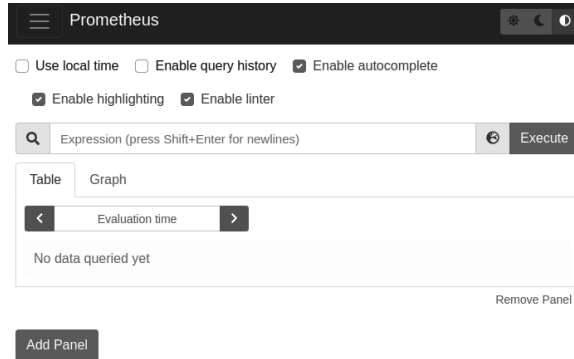 Prometheus
Use local time Enable query history Enable autocomplete
Enable highlighting Enable linter
Expression (press Shift+Enter for newlines) Execute
Table Graph
Evaluation time
No data queried yet
Remove Panel
Add Panel